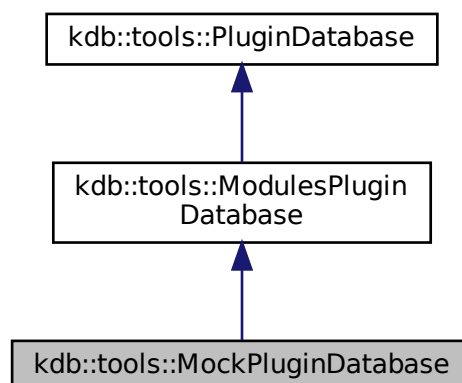 kdb::tools::PluginDatabase
kdb::tools::ModulesPlugin
Database
kdb::tools::MockPluginDatabase